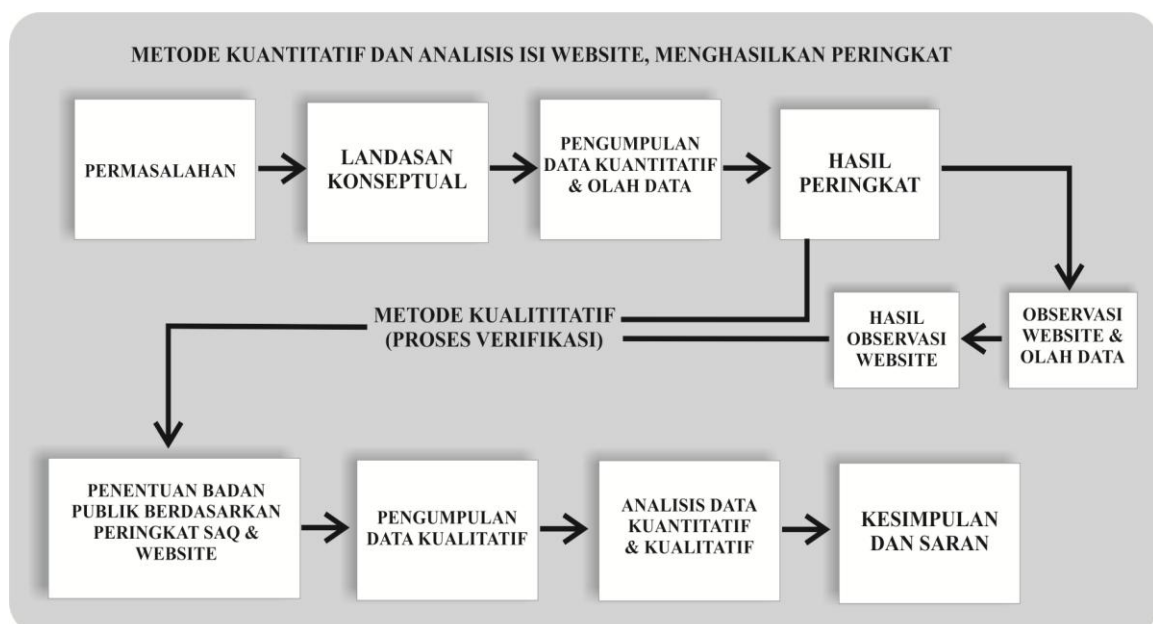 METODE KUANTITATIF DAN ANALISIS ISI WEBSITE, MENGHASILKAN PERINGKAT
PERMASALAHAN
LANDASAN
KONSEPTUAL
PENGUMPULAN
DATA KUANTITATIF
& OLAH DATA
HASIL
PERINGKAT
OBSERVASI
WEBSITE &
OLAH DATA
HASIL
OBSERVASI
WEBSITE
METODE KUALITITATIF
(PROSES VERIFIKASI)
PENENTUAN BADAN
PUBLIK BERDASARKAN
PERINGKAT SAQ &
WEBSITE
PENGUMPULAN
DATA KUALITATIF
ANALISIS DATA
KUANTITATIF
& KUALITATIF
KESIMPULAN
DAN SARAN